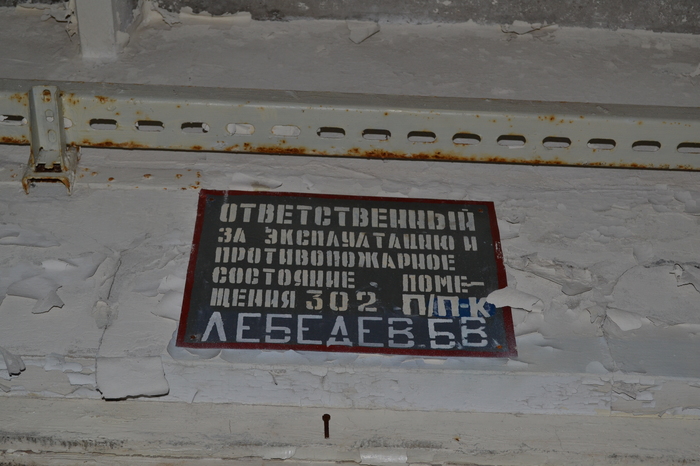 ОТВЕТСТВЕННЫЙ
ЗА ЭКСПЛУАТАЦИЮ И
ПРОТИВОПОЖАРНОЕ
СОСТОЯНИЕ ПОМЕ-
ЩЕНИЯ 302 П/П-К
ЛЕБЕДЕВ.Б.В.